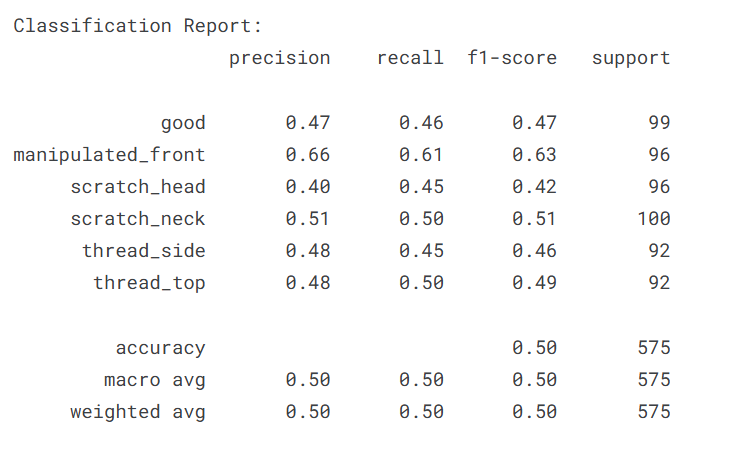 Classification Report:
precision recall f1-score support
good 0.47 0.46 0.47 99
manipulated_front 0.66 0.61 0.63 96
scratch_head 0.40 0.45 0.42 96
scratch_neck 0.51 0.50 0.51 100
thread_side 0.48 0.45 0.46 92
thread_top 0.48 0.50 0.49 92
accuracy 0.50 575
macro avg 0.50 0.50 0.50 575
weighted avg 0.50 0.50 0.50 575